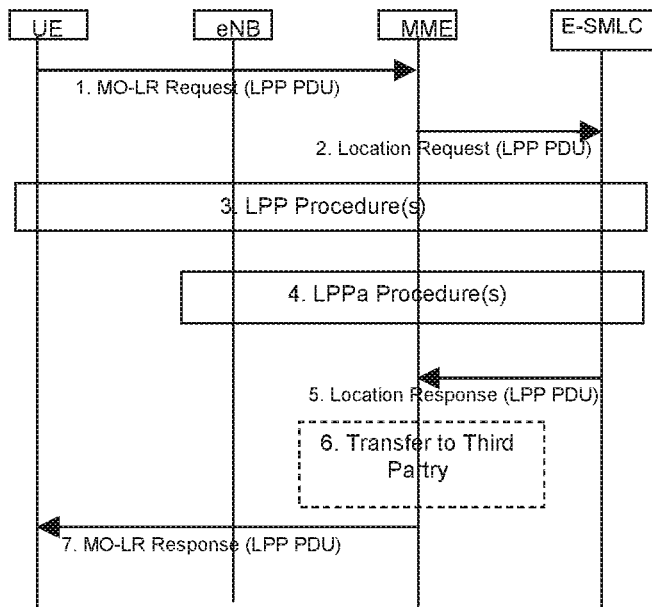 UE eNB MME E-SMLC
1. MO-LR Request (LPP PDU)
2. Location Request (LPP PDU)
3. LPP Procedure(s)
4. LPPa Procedure(s)
5. Location Response (LPP PDU)
6. Transfer to Third
Partry
7. MO-LR Response (LPP PDU)